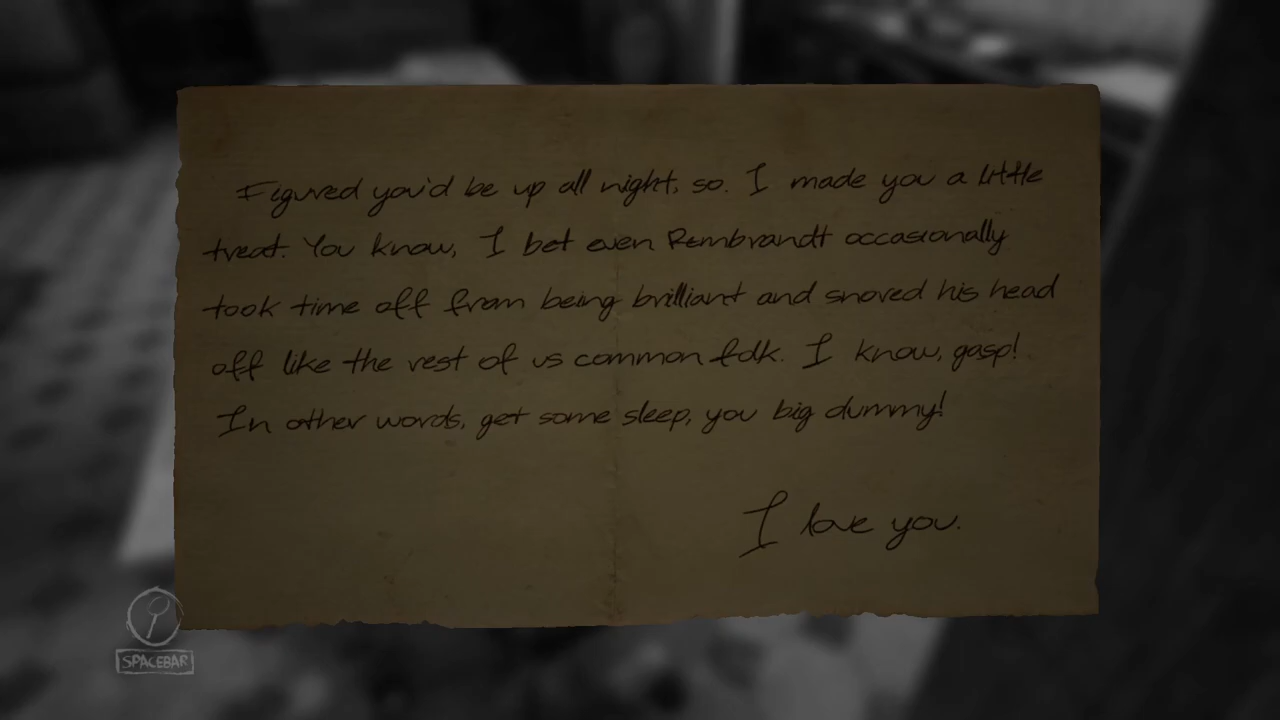 Figured you'd be up all night, so. I made you a little
treat. You know, I bet even Rembrandt occasionally
took time off from being brilliant and snored his head
off like the rest of us common folk. I know, gasp!
In other words, get some sleep, you big dummy!
I love you.
SPACEBAR